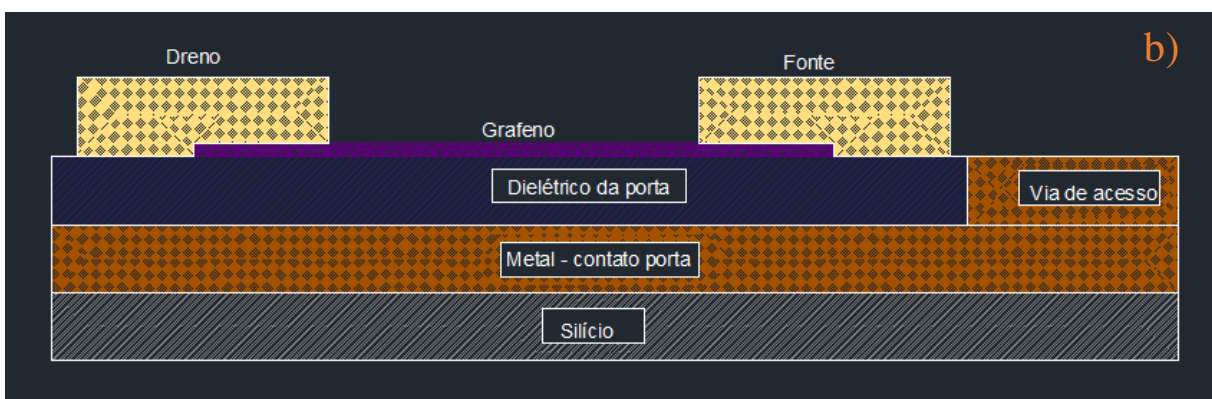 b)
Dreno
Fonte
Grafeno
Dielétrico da porta
Via de acesso
Metal - contato porta
Silício